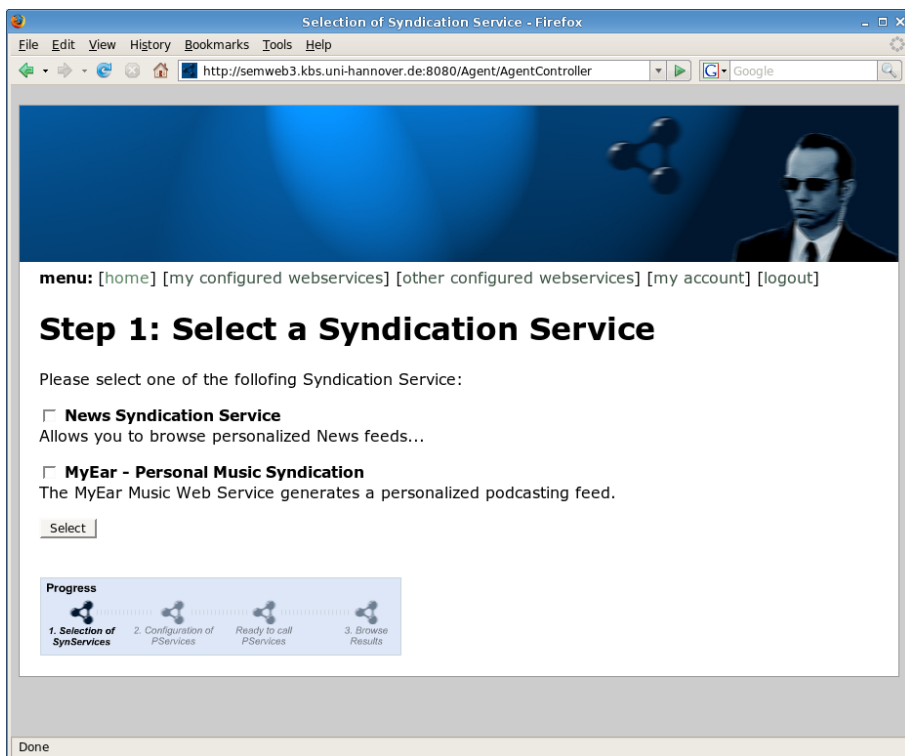 Selection of Syndication Service - Firefox
File Edit View History Bookmarks Tools Help
http://semweb3.kbs.uni-hannover.de:8080/Agent/AgentController
G Google
menu: [home] [my configured webservices] [other configured webservices] [my account] [logout]
Step 1: Select a Syndication Service
Please select one of the follofing Syndication Service:
News Syndication Service
Allows you to browse personalized News feeds...
MyEar - Personal Music Syndication
The MyEar Music Web Service generates a personalized podcasting feed.
Select
Progress
1. Selection of SynServices
2. Configuration of PServices
Ready to call PServices
3. Browse Results
Done